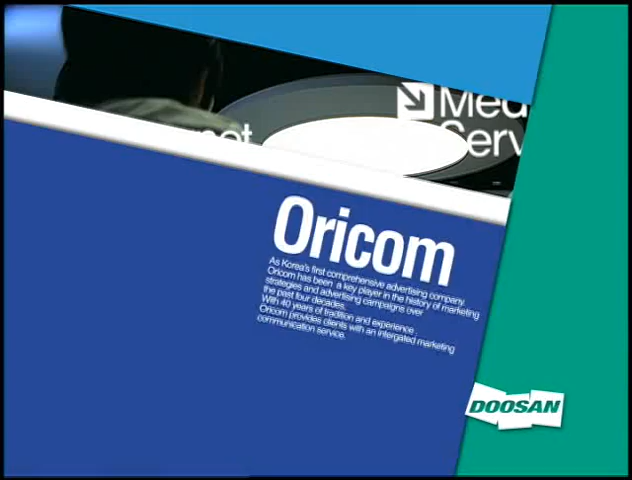 Med
Serv
net
Oricom
As Korea's first comprehensive advertising company.
Oricom has been a key player in the history of marketing
strategies and advertising campaigns over
the past four decades.
With 40 years of tradition and experience.
Oricom provides clients with an intergated marketing
communication service.
DOOSAN